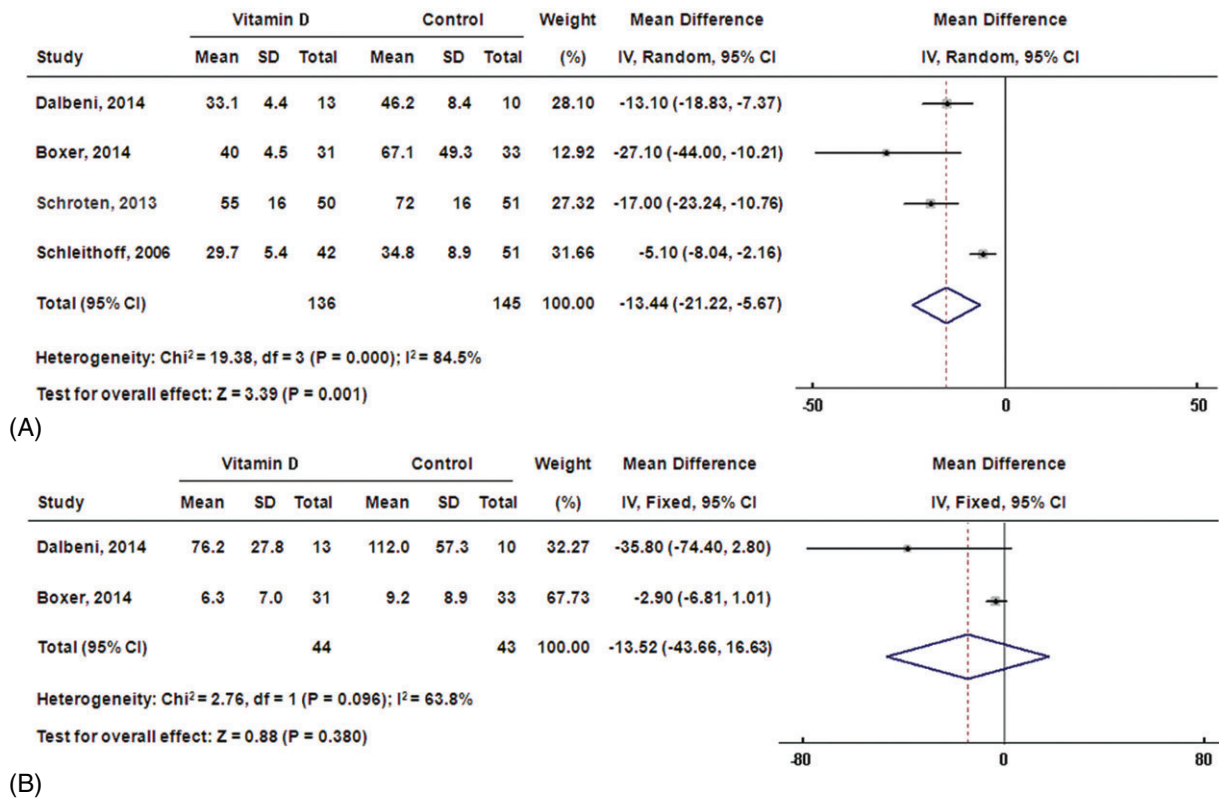 Vitamin D Control Weight Mean Difference Mean Difference
Study Mean SD Total Mean SD Total (%) IV, Random, 95% CI IV, Random, 95% CI
Dalbeni, 2014 33.1 4.4 13 46.2 8.4 10 28.10 -13.10 (-18.83, -7.37)
Boxer, 2014 40 4.5 31 67.1 49.3 33 12.92 -27.10 (-44.00, -10.21)
Schroten, 2013 55 16 50 72 16 51 27.32 -17.00 (-23.24, -10.76)
Schleithoff, 2006 29.7 5.4 42 34.8 8.9 51 31.66 -5.10 (-8.04, -2.16)
Total (95% CI) 136 145 100.00 -13.44 (-21.22, -5.67)
Heterogeneity: Chi² = 19.38, df = 3 (P = 0.000); I² = 84.5%
Test for overall effect: Z = 3.39 (P = 0.001)
-50 0 50
(A)
Vitamin D Control Weight Mean Difference Mean Difference
Study Mean SD Total Mean SD Total (%) IV, Fixed, 95% CI IV, Fixed, 95% CI
Dalbeni, 2014 76.2 27.8 13 112.0 57.3 10 32.27 -35.80 (-74.40, 2.80)
Boxer, 2014 6.3 7.0 31 9.2 8.9 33 67.73 -2.90 (-6.81, 1.01)
Total (95% CI) 44 43 100.00 -13.52 (-43.66, 16.63)
Heterogeneity: Chi² = 2.76, df = 1 (P = 0.096); I² = 63.8%
Test for overall effect: Z = 0.88 (P = 0.380)
-80 0 80
(B)